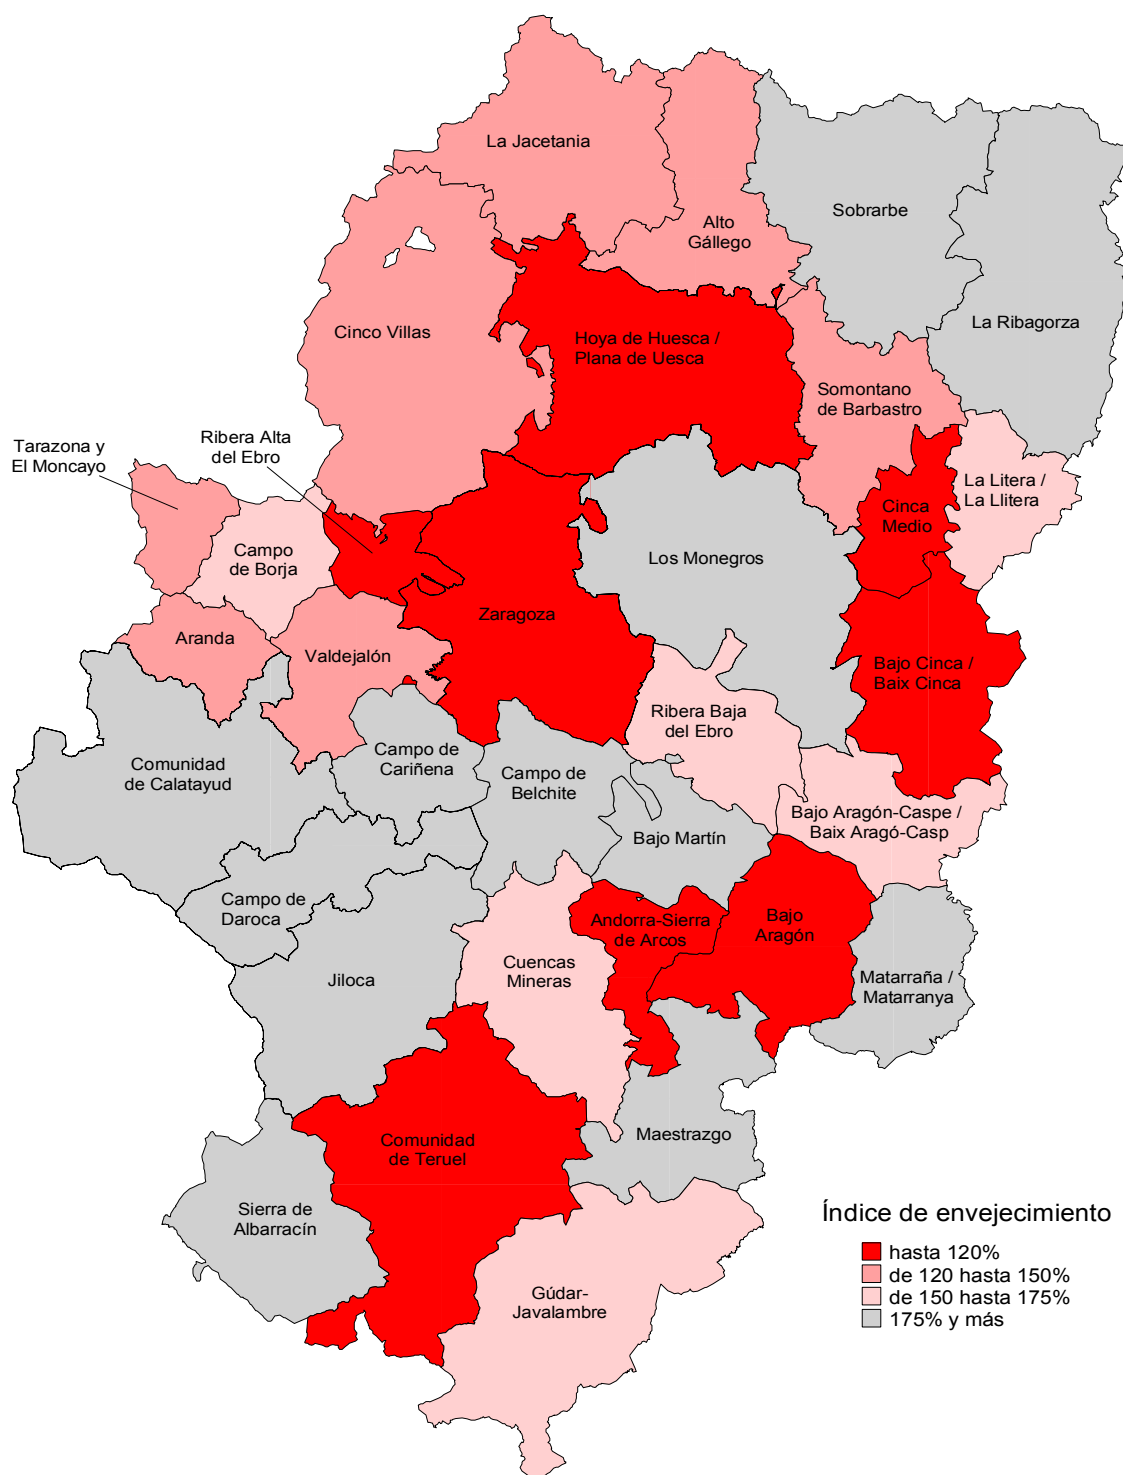 La Jacetania
Alto
Gállego
Sobrarbe
La Ribagorza
Cinco Villas
Hoya de Huesca /
Plana de Uesca
Somontano
de Barbastro
Tarazona y
El Moncayo
Ribera Alta
del Ebro
La Litera /
La Llitera
Cinca
Medio
Campo
de Borja
Los Monegros
Zaragoza
Aranda
Valdejalón
Bajo Cinca /
Baix Cinca
Ribera Baja
del Ebro
Comunidad
de Calatayud
Campo de
Cariñena
Campo de
Belchite
Bajo Aragón-Caspe /
Baix Aragó-Casp
Bajo Martín
Campo de
Daroca
Andorra-Sierra
de Arcos
Bajo
Aragón
Jiloca
Cuencas
Mineras
Matarraña /
Matarranya
Comunidad
de Teruel
Maestrazgo
Sierra de
Albarracín
Gúdar-
Javalambre
Índice de envejecimiento
hasta 120%
de 120 hasta 150%
de 150 hasta 175%
175% y más